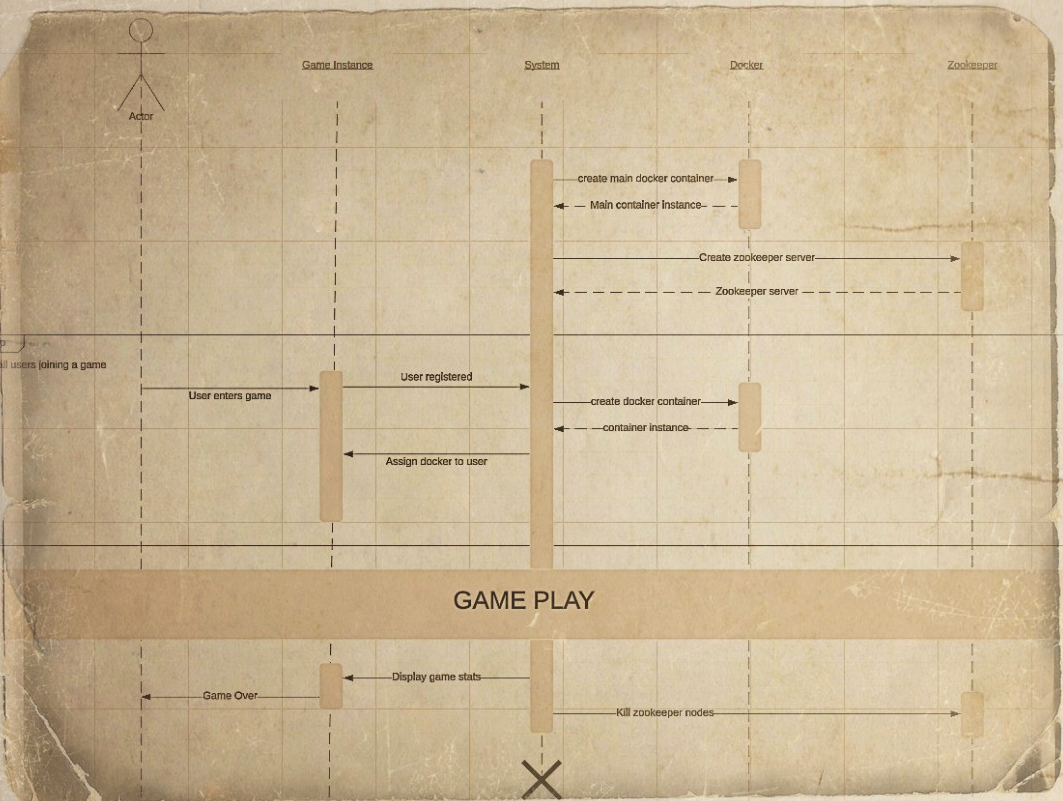 Game Instance
System
Docker
Zookeeper
Actor
create main docker container
Main container instance
Create zookeeper server
Zookeeper server
all users joining a game
User enters game
User registered
create docker container
container instance
Assign docker to user
GAME PLAY
Display game stats
Game Over
Kill zookeeper nodes